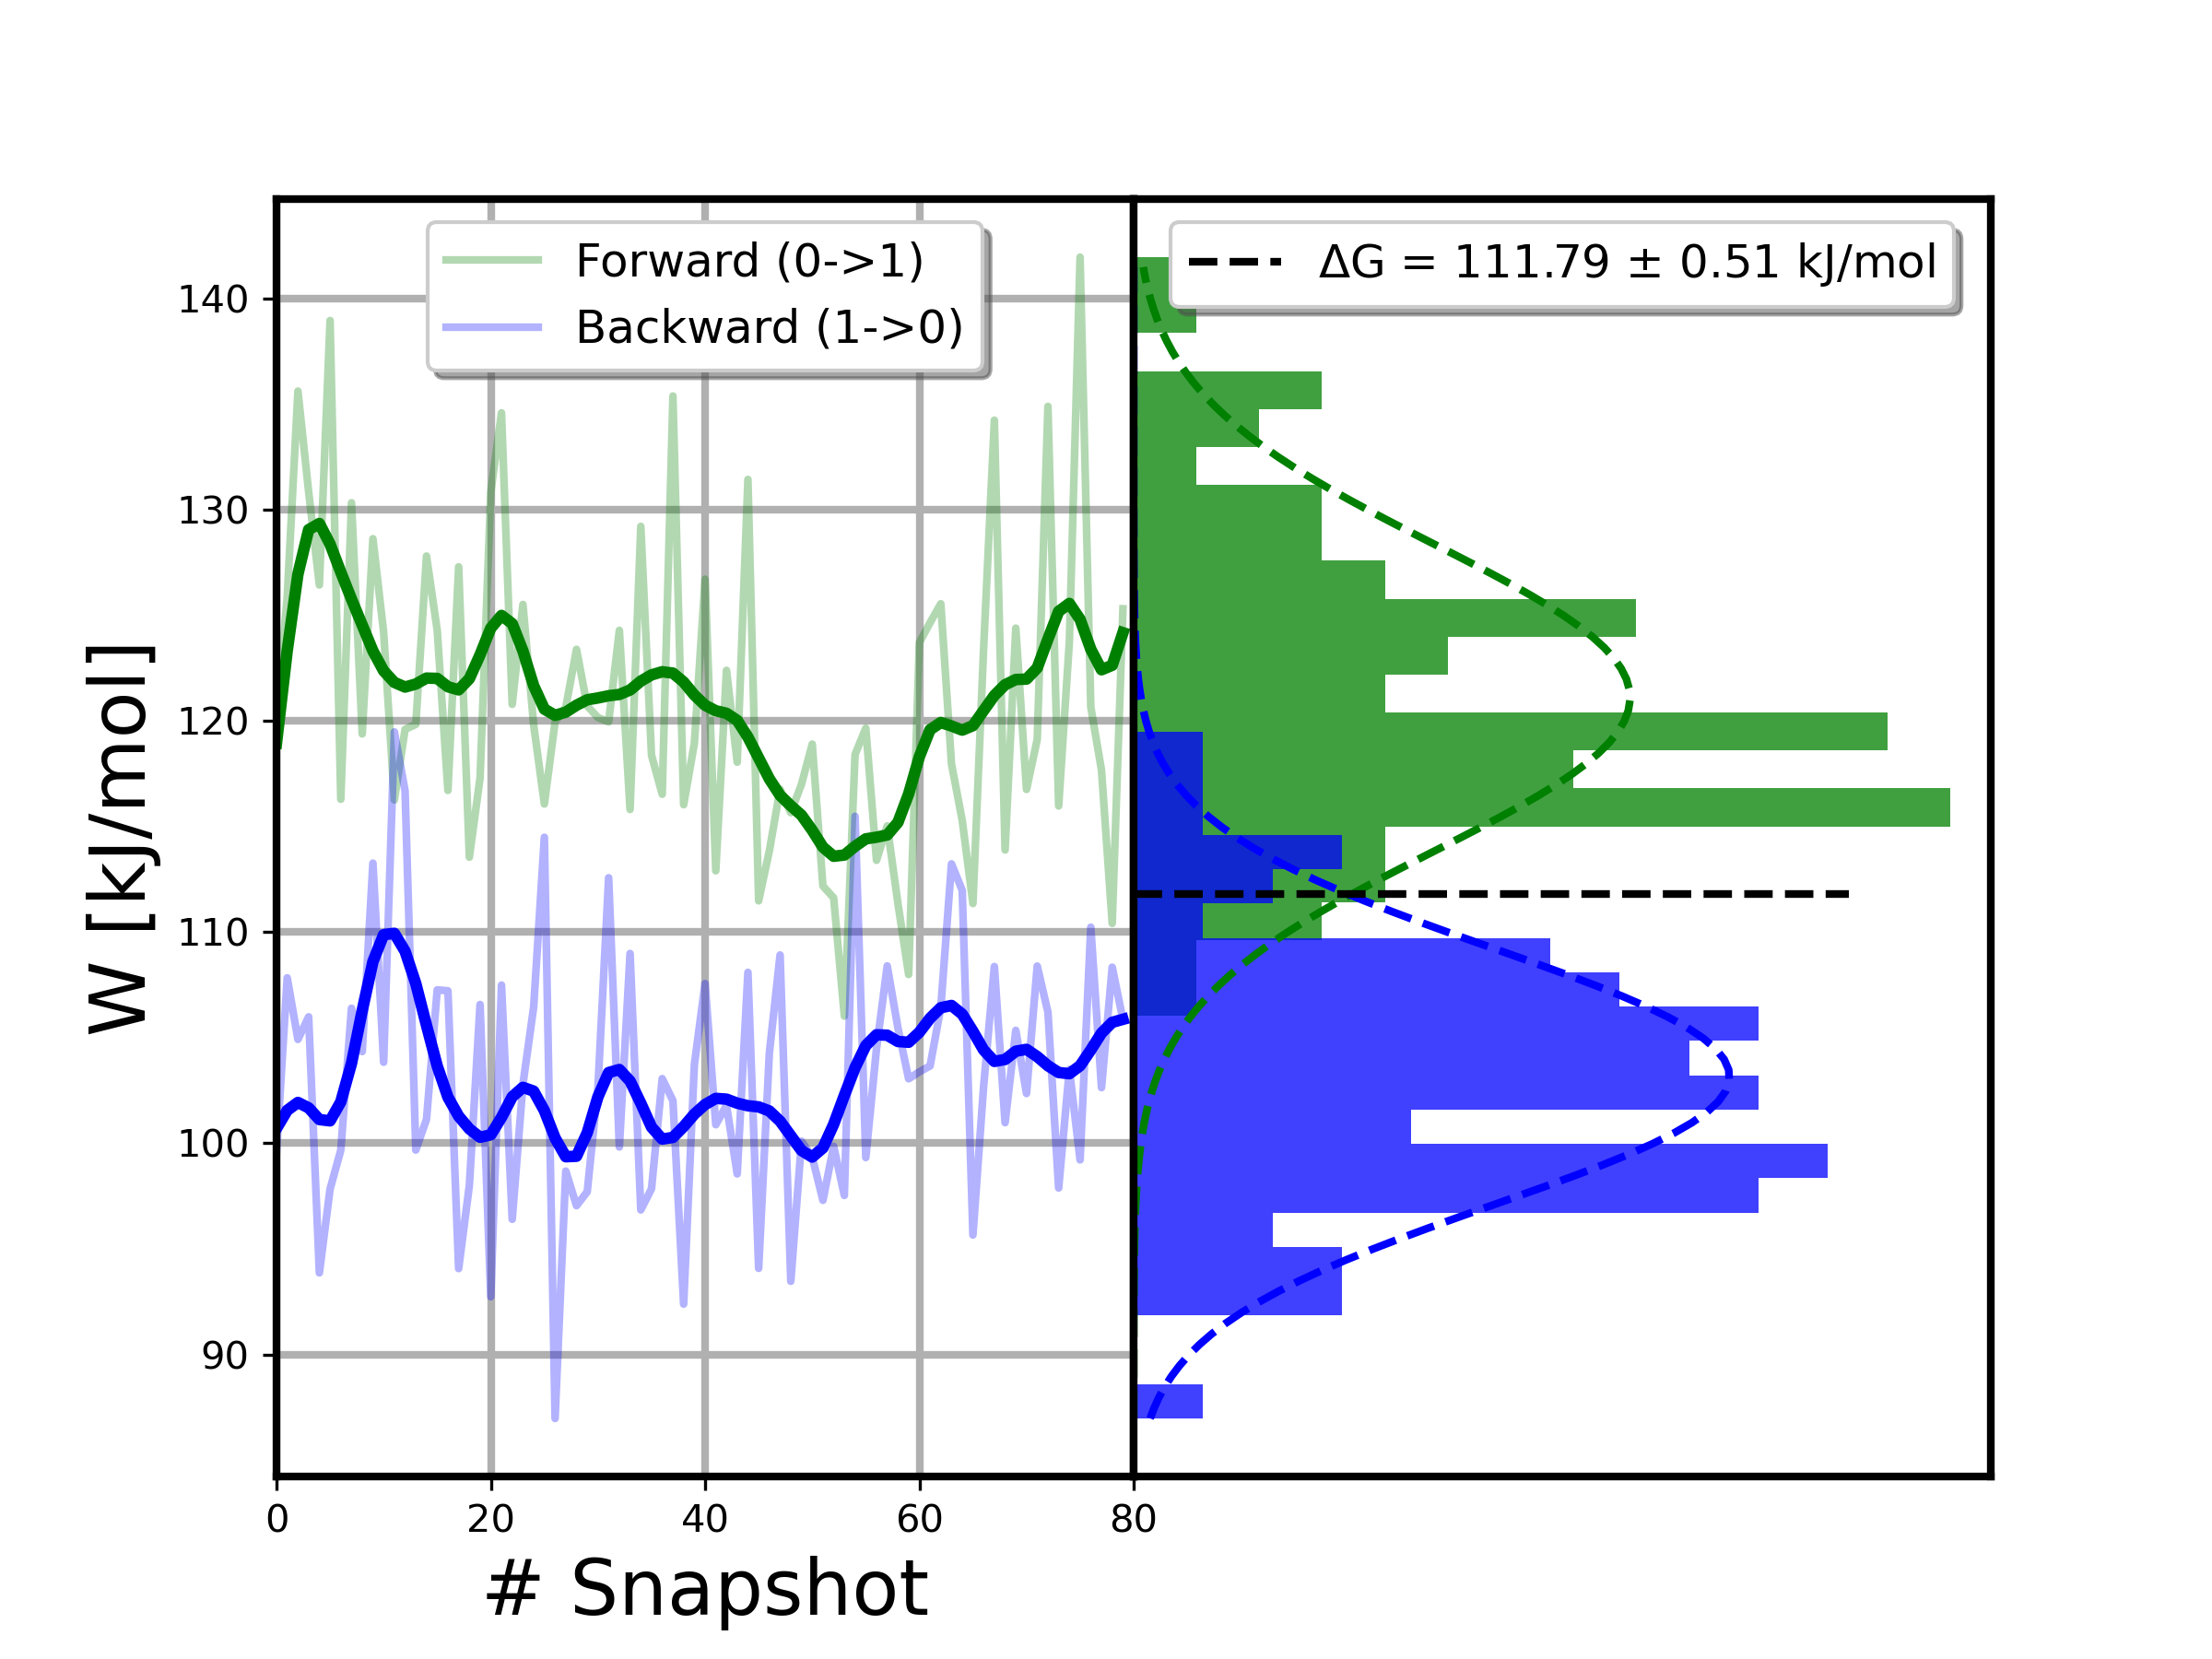 Forward (0->1)
Backward (1->0)
ΔG = 111.79 ± 0.51 kJ/mol
140
130
120
110
100
90
W [kJ/mol]
0 20 40 60 80
# Snapshot